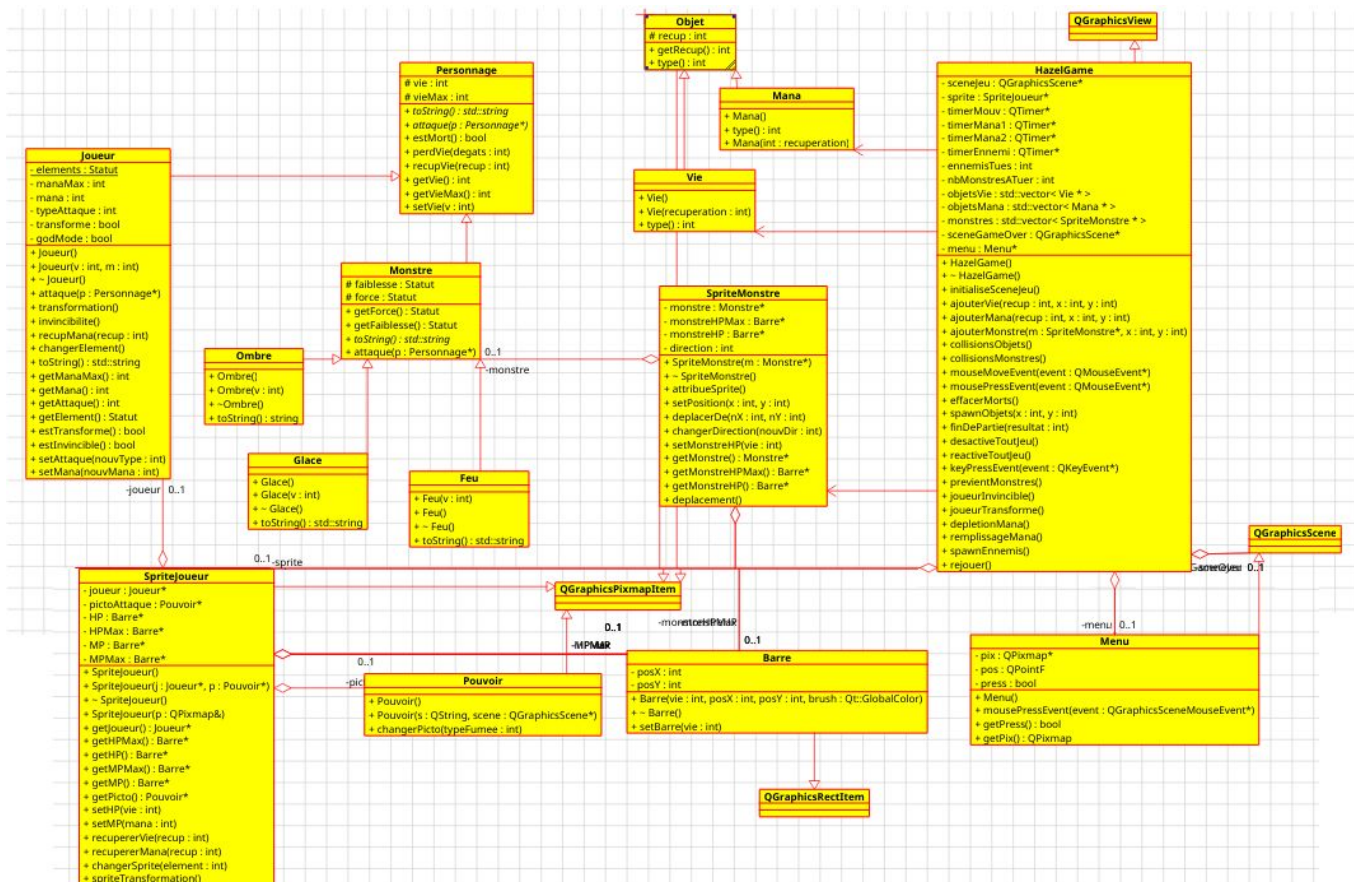 QGraphicsView
Objet
# recup : int
+ getRecup() : int
+ type() : int
Personnage
# vie : int
# vieMax : int
+ toString() : std::string
+ attaque(p : Personnage*)
+ estMort() : bool
+ perdVie(degats : int)
+ recupVie(recup : int)
+ getVie() : int
+ getVieMax() : int
+ setVie(v : int)
Mana
+ Mana()
+ type() : int
+ Mana(int : recuperation)
HazelGame
- sceneJeu : QGraphicsScene*
- sprite : SpriteJoueur*
- timerMouv : QTimer*
- timerMana1 : QTimer*
- timerMana2 : QTimer*
- timerEnnemi : QTimer*
- ennemisTues : int
- nbMonstresATuer : int
- objetsVie : std::vector< Vie * >
- objetsMana : std::vector< Mana * >
- monstres : std::vector< SpriteMonstre * >
- sceneGameOver : QGraphicsScene*
- menu : Menu*
+ HazelGame()
+ ~ HazelGame()
+ initialiseSceneJeu()
+ ajouterVie(recup : int, x : int, y : int)
+ ajouterMana(recup : int, x : int, y : int)
+ ajouterMonstre(m : SpriteMonstre*, x : int, y : int)
+ collisionsObjets()
+ collisionsMonstres()
+ mouseMoveEvent(event : QMouseEvent*)
+ mousePressEvent(event : QMouseEvent*)
+ effacerMorts()
+ spawnObjets(x : int, y : int)
+ finDePartie(resultat : int)
+ desactiveToutJeu()
+ reactiveToutJeu()
+ keyPressEvent(event : QKeyEvent*)
+ previentMonstres()
+ joueurInvincible()
+ joueurTransforme()
+ depletionMana()
+ remplissageMana()
+ spawnEnnemis()
+ rejouer()
Joueur
- elements : Statut
- manaMax : int
- mana : int
- typeAttaque : int
- transforme : bool
- godMode : bool
+ Joueur()
+ Joueur(v : int, m : int)
+ ~ Joueur()
+ attaque(p : Personnage*)
+ transformation()
+ invincibilite()
+ recupMana(recup : int)
+ changerElement()
+ toString() : std::string
+ getManaMax() : int
+ getMana() : int
+ getAttaque() : int
+ getElement() : Statut
+ estTransforme() : bool
+ estInvincible() : bool
+ setAttaque(nouvType : int)
+ setMana(nouvMana : int)
Vie
+ Vie()
+ Vie(recuperation : int)
+ type() : int
Monstre
# faiblesse : Statut
# force : Statut
+ getForce() : Statut
+ getFaiblesse() : Statut
+ toString() : std::string
+ attaque(p : Personnage*)
0..1
-monstre
SpriteMonstre
- monstre : Monstre*
- monstreHPMax : Barre*
- monstreHP : Barre*
- direction : int
+ SpriteMonstre(m : Monstre*)
+ ~ SpriteMonstre()
+ attribueSprite()
+ setPosition(x : int, y : int)
+ deplacerDe(nX : int, nY : int)
+ changerDirection(nouvDir : int)
+ setMonstreHP(vie : int)
+ getMonstre() : Monstre*
+ getMonstreHPMax() : Barre*
+ getMonstreHP() : Barre*
+ deplacement()
Ombre
+ Ombre()
+ Ombre(v : int)
+ ~Ombre()
+ toString() : string
Glace
+ Glace()
+ Glace(v : int)
+ ~ Glace()
+ toString() : std::string
Feu
+ Feu(v : int)
+ Feu()
+ ~ Feu()
+ toString() : std::string
-joueur 0..1
QGraphicsScene
0..1
0..1 -sprite
SpriteJoueur
- joueur : Joueur*
- pictoAttaque : Pouvoir*
- HP : Barre*
- HPMax : Barre*
- MP : Barre*
- MPMax : Barre*
+ SpriteJoueur()
+ SpriteJoueur(j : Joueur*, p : Pouvoir*)
+ ~ SpriteJoueur()
+ SpriteJoueur(p : QPixmap&)
+ getJoueur() : Joueur*
+ getHPMax() : Barre*
+ getHP() : Barre*
+ getMPMax() : Barre*
+ getMP() : Barre*
+ getPicto() : Pouvoir*
+ setHP(vie : int)
+ setMP(mana : int)
+ recupererVie(recup : int)
+ recupererMana(recup : int)
+ changerSprite(element : int)
+ spriteTransformation()
QGraphicsPixmapItem
0..1
0..1
0..1
-pic
Pouvoir
+ Pouvoir()
+ Pouvoir(s : QString, scene : QGraphicsScene*)
+ changerPicto(typeFumee : int)
Barre
- posX : int
- posY : int
+ Barre(vie : int, posX : int, posY : int, brush : Qt::GlobalColor)
+ ~ Barre()
+ setBarre(vie : int)
-menu 0..1
Menu
- pix : QPixmap*
- pos : QPointF
- press : bool
+ Menu()
+ mousePressEvent(event : QGraphicsSceneMouseEvent*)
+ getPress() : bool
+ getPix() : QPixmap
QGraphicsRectItem